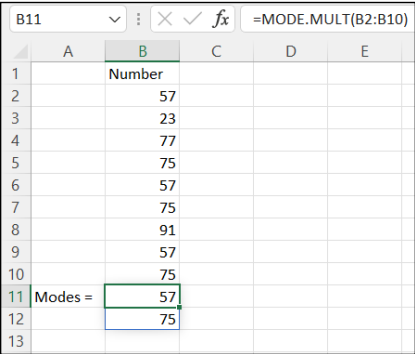 B11 fx =MODE.MULT(B2:B10)
A B C D E
1 Number
2 57
3 23
4 77
5 75
6 57
7 75
8 91
9 57
10 75
11 Modes = 57
12 75
13